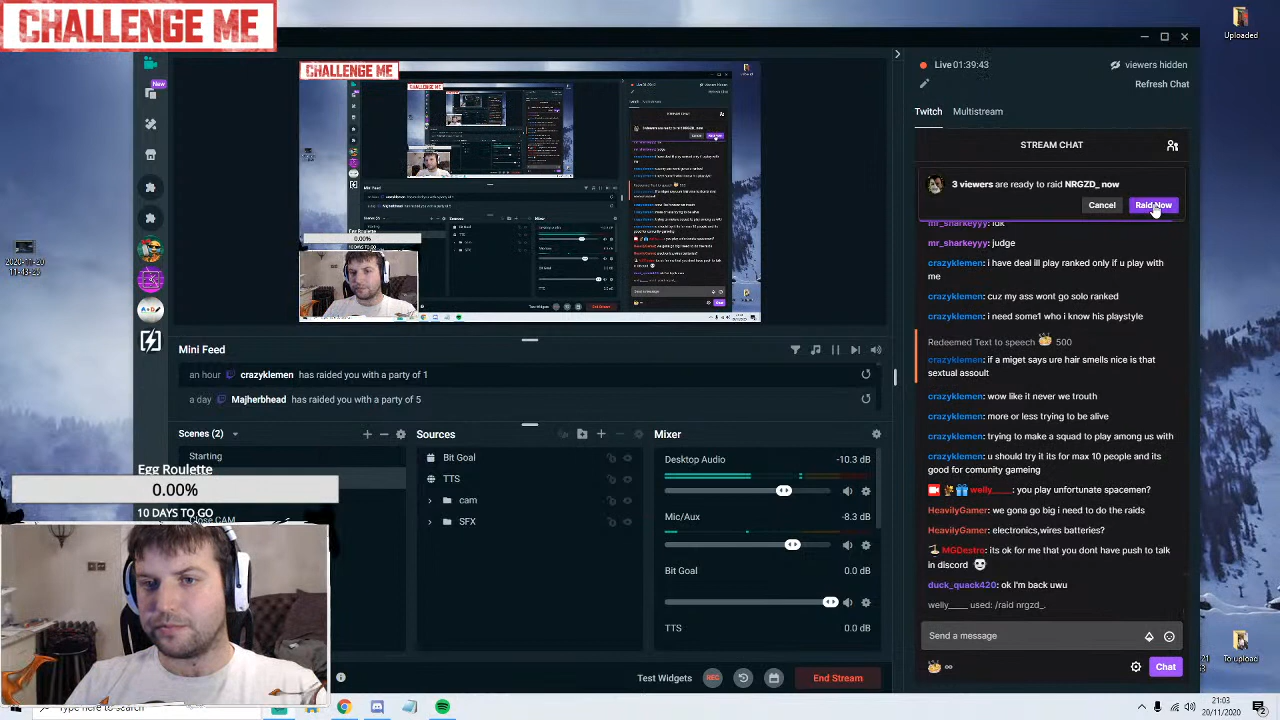 CHALLENGE ME
Uploaded
Live 01:39:43
viewers hidden
Refresh Chat
Twitch
Multistream
STREAM CHAT
3 viewers are ready to raid
Cancel
Raid Now
mr_sharkeyyy: judge
crazyklemen: i have deal ill play ranked only if u play with
me
crazyklemen: cuz my ass aint go solo ranked
crazyklemen: i need some1 who i know his playstyle
Redeemed Text to speech 500
crazyklemen: if a miget says ure hair smells nice is that
sextual assoult
crazyklemen: wow like it never we trouth
crazyklemen: more or less trying to be alive
crazyklemen: trying to make a squad to play among us with
crazyklemen: u should try it its for max 10 people and its
good for comunity gameing
welly____: you play unfortunate spacemen?
HeavilyGamer: we gona go big i need to do the raids
HeavilyGamer: electronics,wires batteries?
MGDestro: its ok for me that you dont have push to talk
in discord
duck_quack420: ok I'm back uwu
welly____ used: /raid nrgzd_.
Send a message
Chat
New
CHALLENGE ME
Mini Feed
an hour crazyklemen has raided you with a party of 1
a day Majherbhead has raided you with a party of 5
Scenes (2)
Starting
Sources
Bit Goal
TTS
cam
SFX
Mixer
Desktop Audio -10.3 dB
Mic/Aux -8.3 dB
Bit Goal 0.0 dB
TTS 0.0 dB
Egg Roulette
0.00%
10 DAYS TO GO
Test Widgets
REC
End Stream
To upload
21:03
20/11/2020